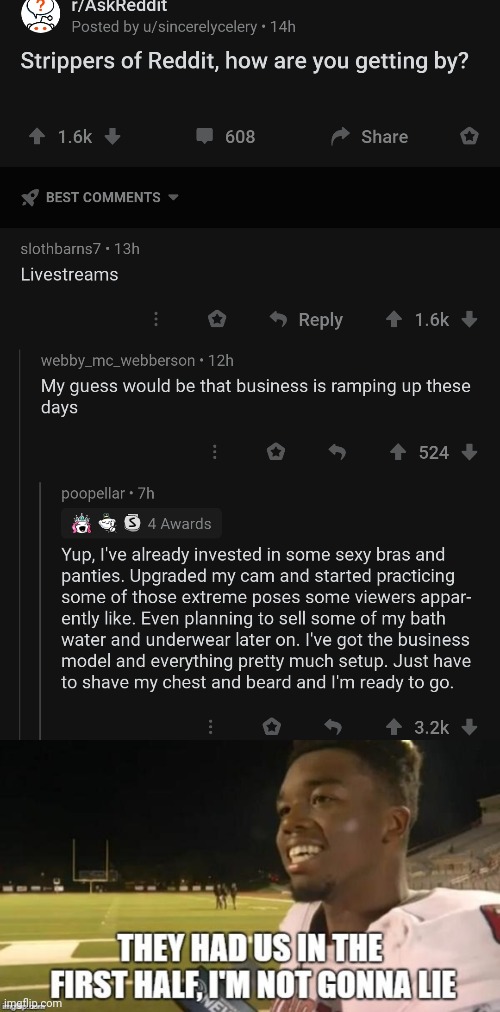 r/AskReddit
Posted by u/sincerelycelery • 14h
Strippers of Reddit, how are you getting by?
1.6k
608
Share
BEST COMMENTS
slothbarns7 • 13h
Livestreams
Reply
1.6k
webby_mc_webberson • 12h
My guess would be that business is ramping up these
days
524
poopellar • 7h
S 4 Awards
Yup, I've already invested in some sexy bras and
panties. Upgraded my cam and started practicing
some of those extreme poses some viewers appar-
ently like. Even planning to sell some of my bath
water and underwear later on. I've got the business
model and everything pretty much setup. Just have
to shave my chest and beard and I'm ready to go.
3.2k
THEY HAD US IN THE
FIRST HALF, I'M NOT GONNA LIE
imgflip.com